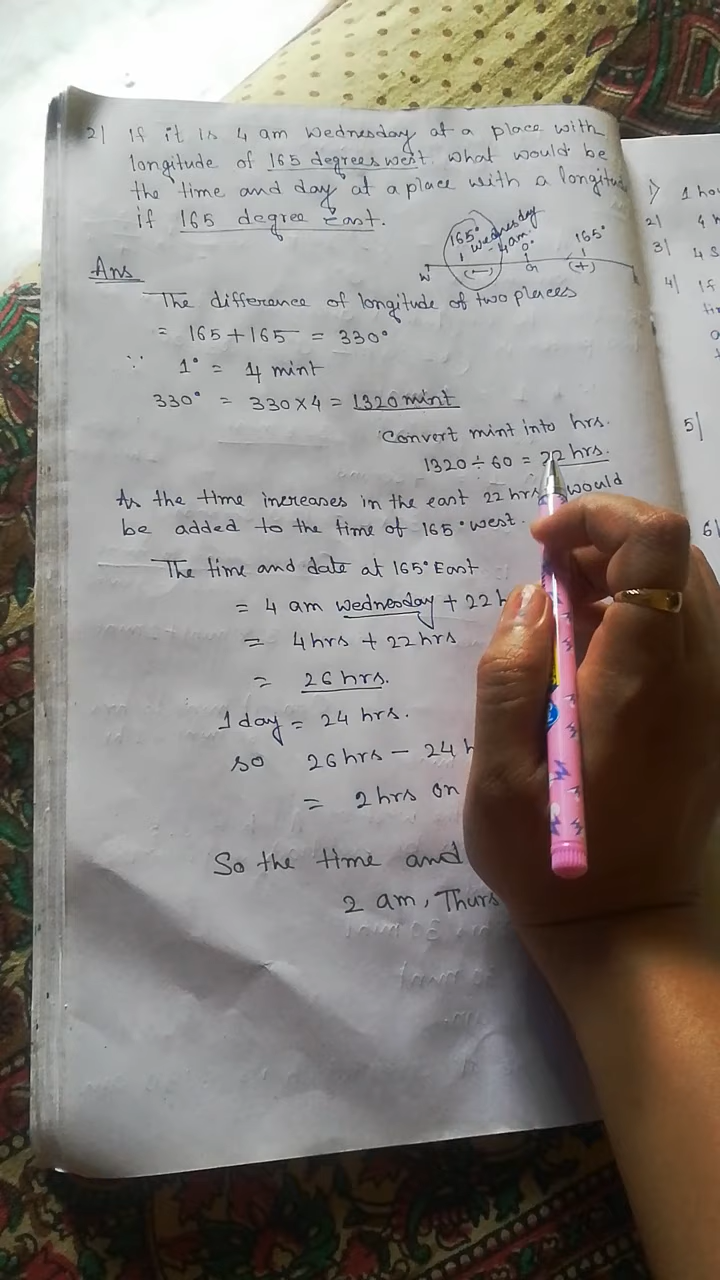 2) If it is 4 am Wednesday at a place with
longitude of 165 degrees west. what would be
the time and day at a place with a longitud
if 165 degree East.
Wednesday
165° - 4am 0° 165°
W (-) G (+)
Ans
The difference of longitude of two places
= 165 + 165 = 330°
∵ 1° = 4 mint
330° = 330 × 4 = 1320 mint
Convert mint into hrs.
1320 ÷ 60 = 22 hrs.
As the time increases in the east 22 hrs would
be added to the time of 165° west.
The time and date at 165° East
= 4 am Wednesday + 22 h
= 4 hrs + 22 hrs
= 26 hrs.
1 day = 24 hrs.
so 26 hrs - 24 h
= 2 hrs on
So the time and
2 am, Thurs
1) 1 ho
2) 4
3) 4 s
4) If
ti
5)
6)